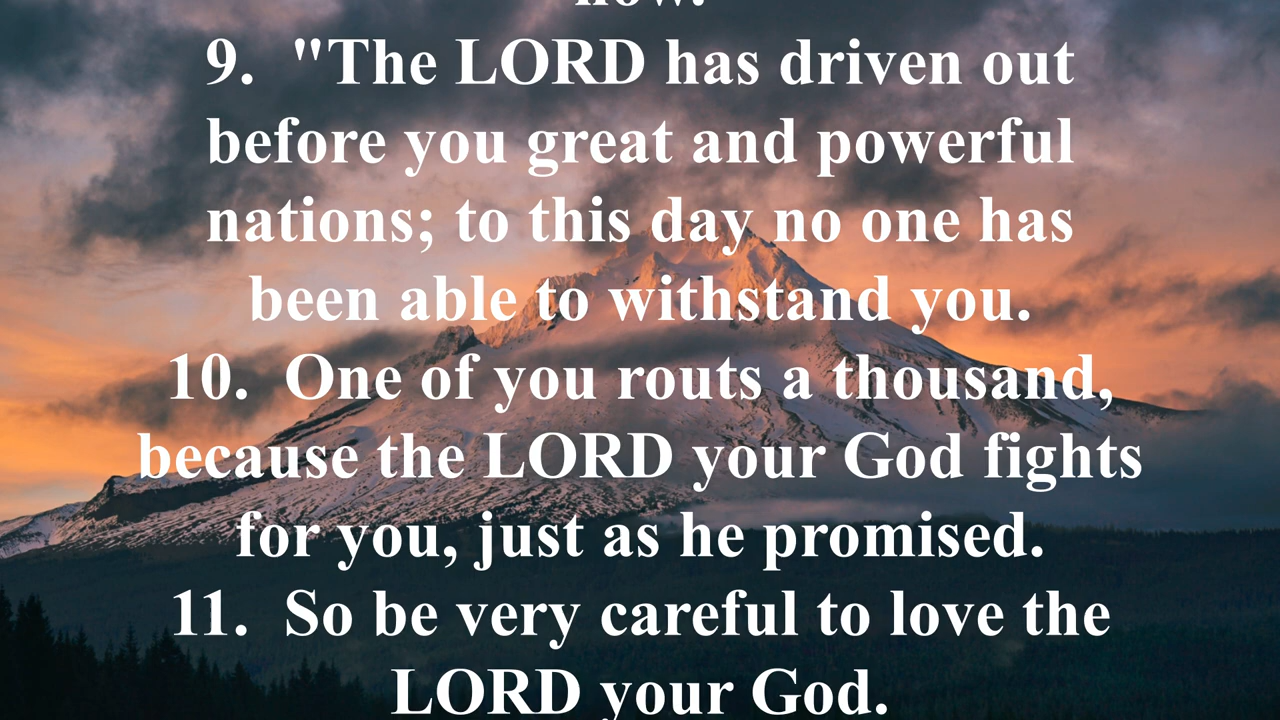 now."
9.  "The LORD has driven out
before you great and powerful
nations; to this day no one has
been able to withstand you.
10.  One of you routs a thousand,
because the LORD your God fights
for you, just as he promised.
11.  So be very careful to love the
LORD your God.